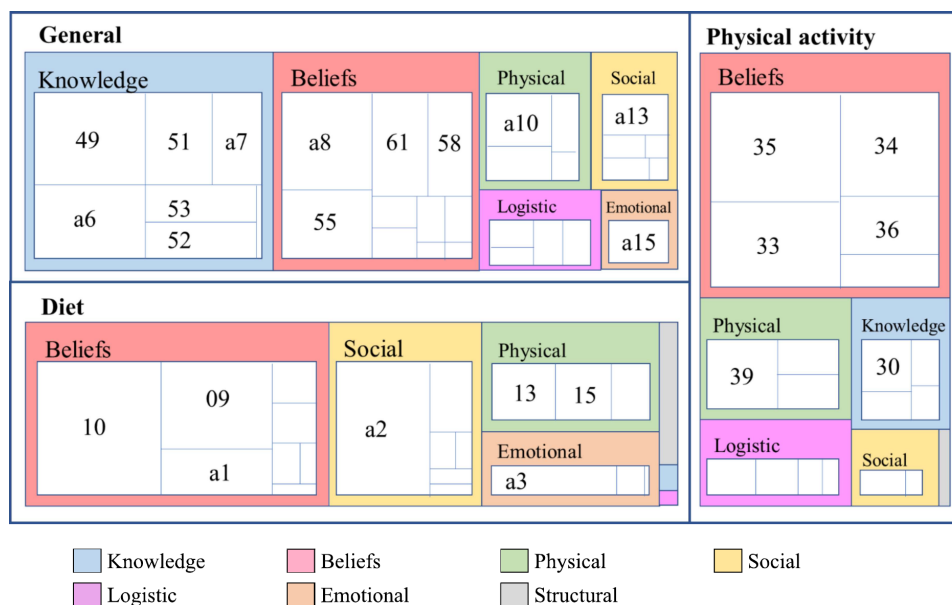 General
Knowledge
49
51
a7
a6
53
52
Beliefs
a8
61
58
55
Physical
a10
Social
a13
Logistic
Emotional
a15
Diet
Beliefs
10
09
a1
Social
a2
Physical
13
15
Emotional
a3
Physical activity
Beliefs
35
34
33
36
Physical
39
Knowledge
30
Logistic
Social
Knowledge
Beliefs
Physical
Social
Logistic
Emotional
Structural